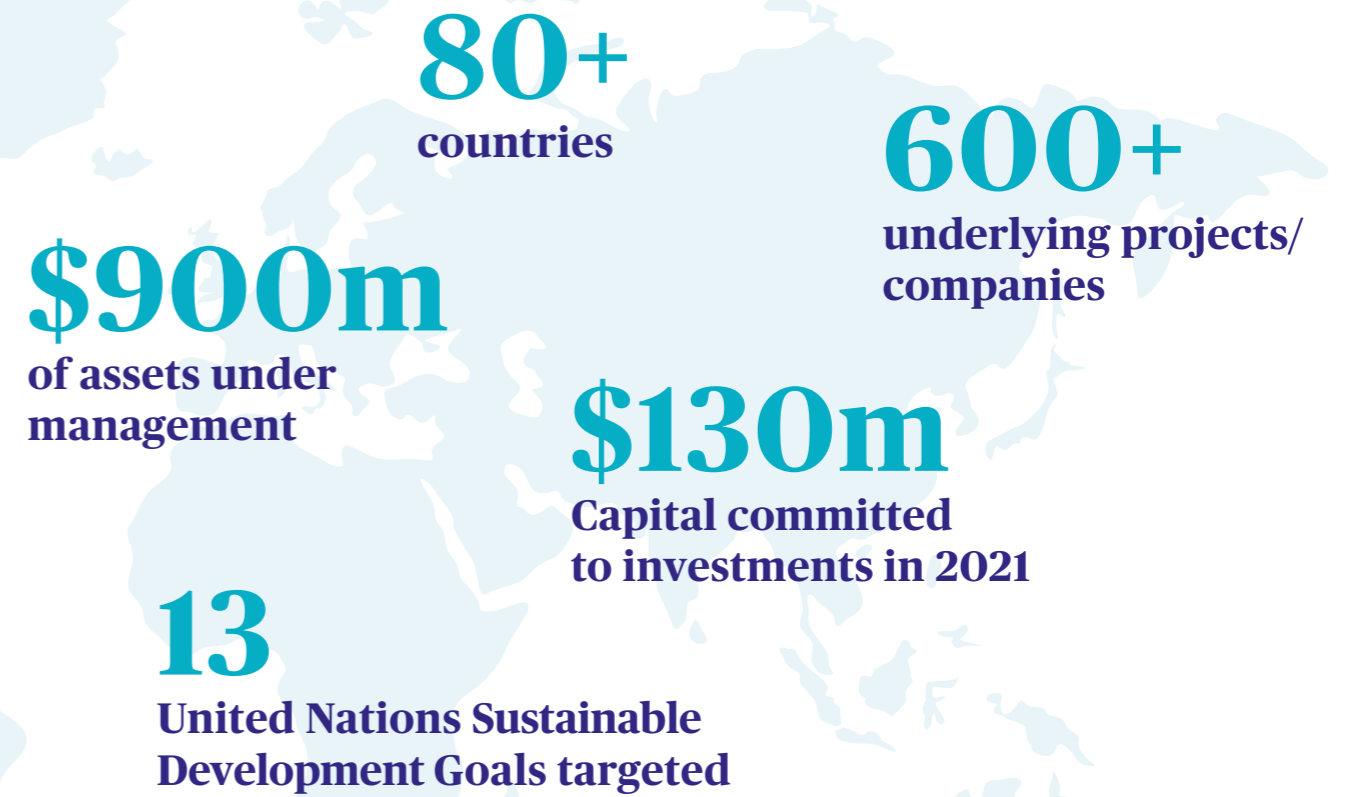 80+
countries
600+
underlying projects/
companies
$900m
of assets under
management
$130m
Capital committed
to investments in 2021
13
United Nations Sustainable
Development Goals targeted